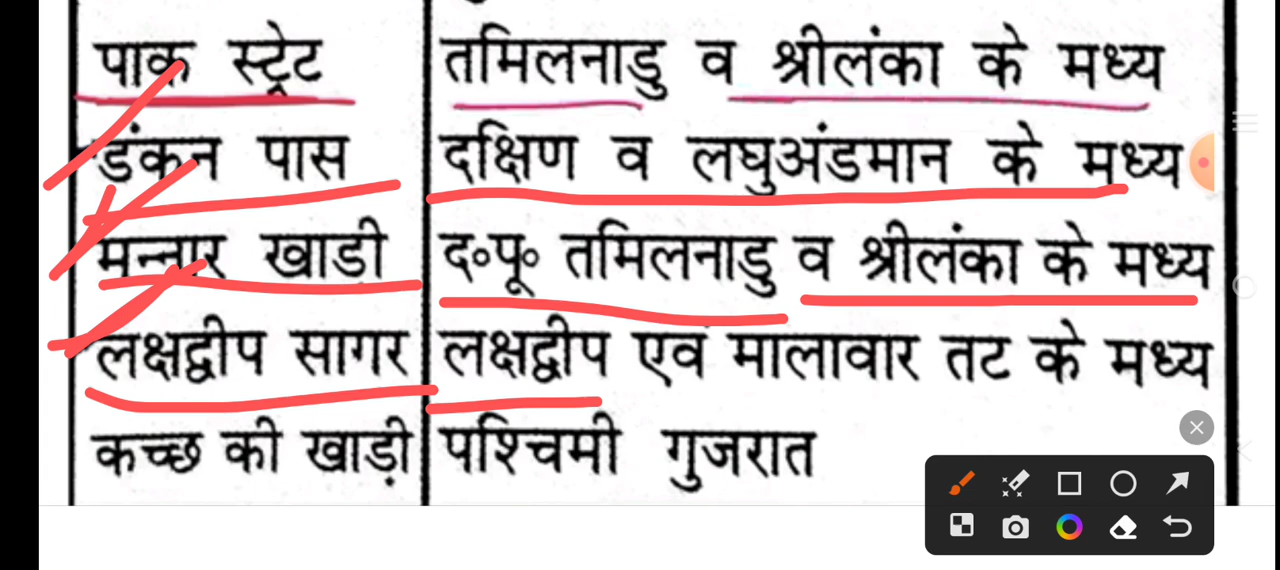 पाक स्ट्रेट तमिलनाडु व श्रीलंका के मध्य
डंकन पास दक्षिण व लघुअंडमान के मध्य
मन्नार खाडी द॰पू॰ तमिलनाडु व श्रीलंका के मध्य
लक्षद्वीप सागर लक्षद्वीप एवं मालावार तट के मध्य
कच्छ की खाड़ी पश्चिमी गुजरात